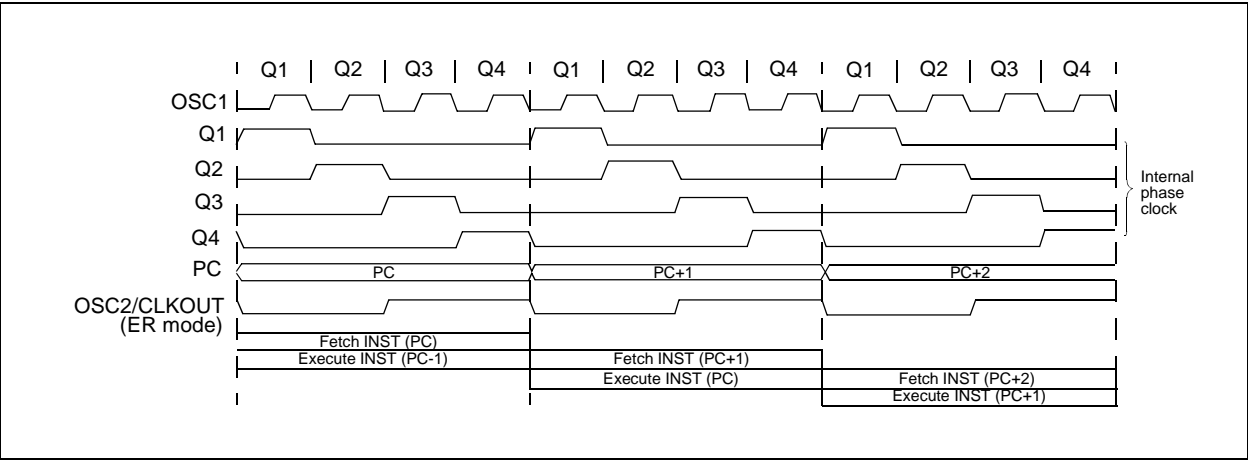 Q1 Q2 Q3 Q4 Q1 Q2 Q3 Q4 Q1 Q2 Q3 Q4
OSC1
Q1
Q2
Q3
Q4
Internal
phase
clock
PC PC PC+1 PC+2
OSC2/CLKOUT
(ER mode)
Fetch INST (PC)
Execute INST (PC-1) Fetch INST (PC+1)
Execute INST (PC) Fetch INST (PC+2)
Execute INST (PC+1)